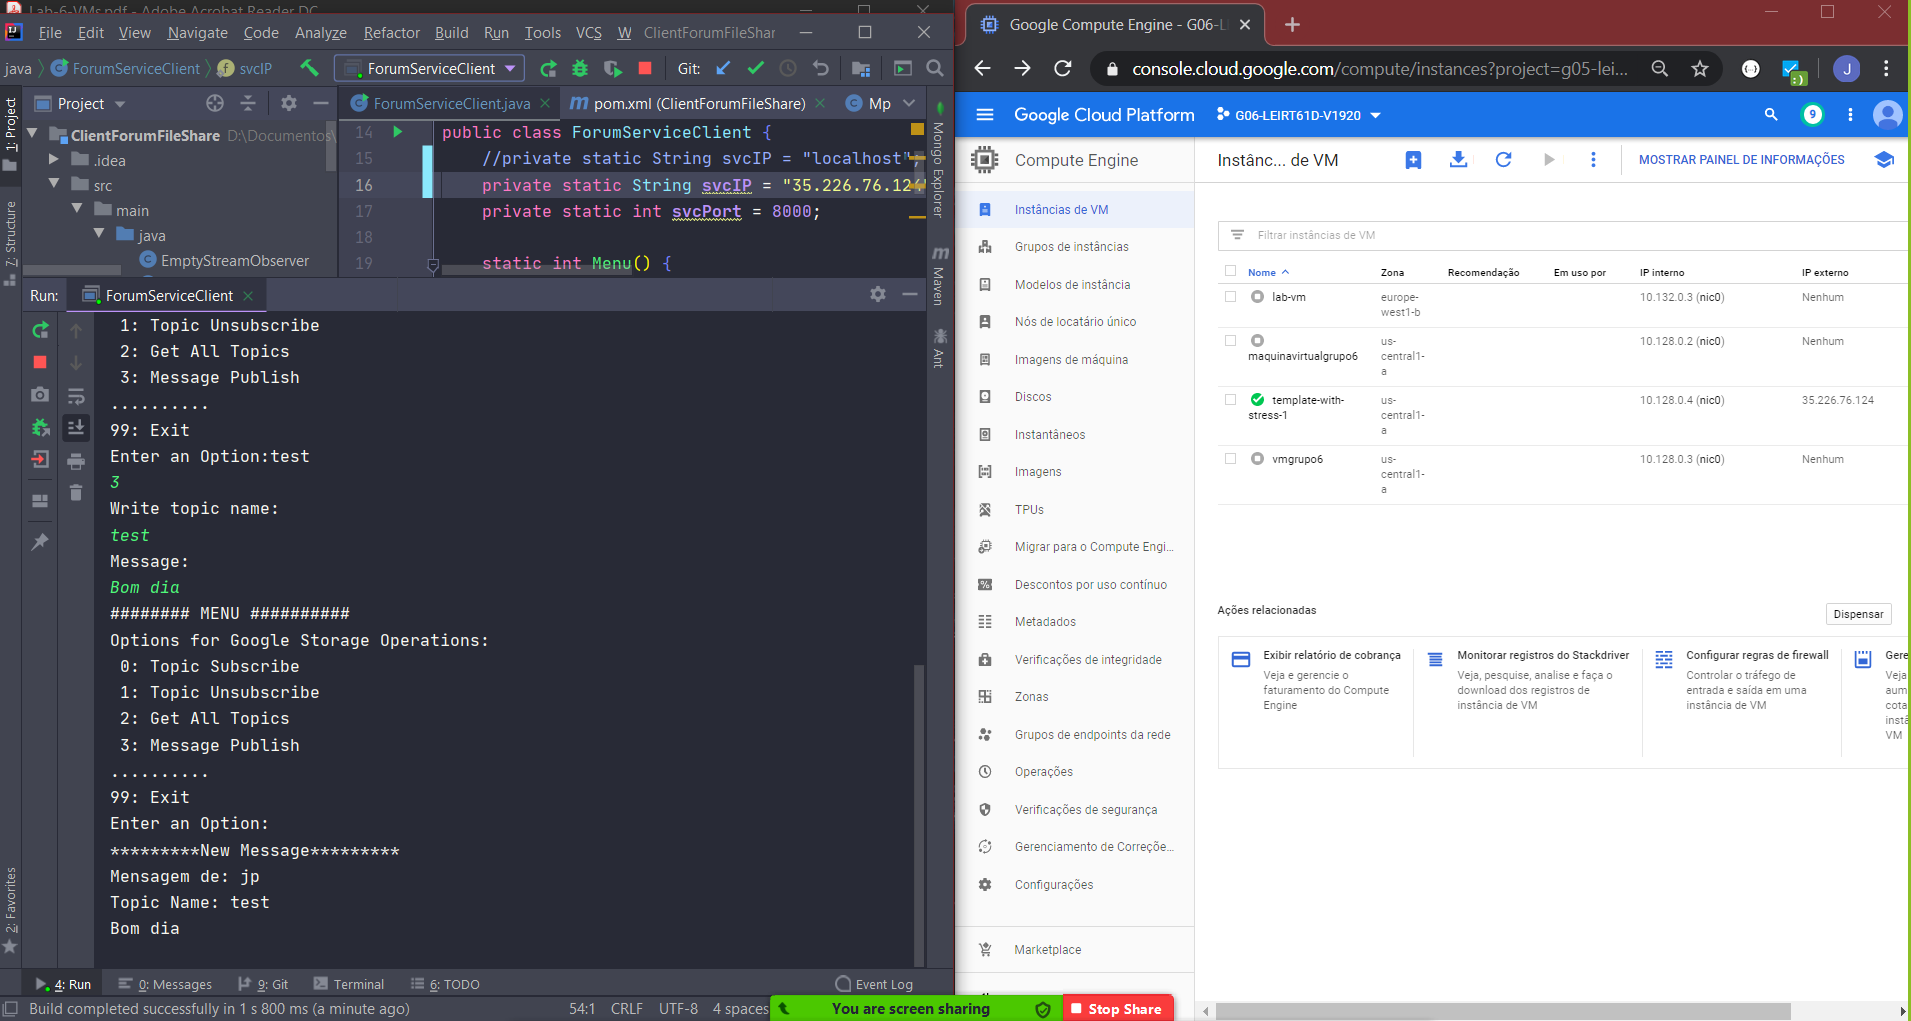 Lab-6-VMs.pdf - Adobe Acrobat Reader DC
File Edit View Navigate Code Analyze Refactor Build Run Tools VCS W ClientForumFileShar
java ForumServiceClient svcIP ForumServiceClient Git:
Project
ForumServiceClient.java pom.xml (ClientForumFileShare) Mp
1: Project
7: Structure
2: Favorites
ClientForumFileShare D:\Documentos\
.idea
src
main
java
EmptyStreamObserver
14 public class ForumServiceClient {
15 //private static String svcIP = "localhost";
16 private static String svcIP = "35.226.76.124"
17 private static int svcPort = 8000;
18
19 static int Menu() {
Mongo Explorer
Maven
Ant
Run: ForumServiceClient
1: Topic Unsubscribe
2: Get All Topics
3: Message Publish
..........
99: Exit
Enter an Option:test
3
Write topic name:
test
Message:
Bom dia
######## MENU ##########
Options for Google Storage Operations:
0: Topic Subscribe
1: Topic Unsubscribe
2: Get All Topics
3: Message Publish
..........
99: Exit
Enter an Option:
*********New Message*********
Mensagem de: jp
Topic Name: test
Bom dia
4: Run 0: Messages 9: Git Terminal 6: TODO Event Log
Build completed successfully in 1 s 800 ms (a minute ago) 54:1 CRLF UTF-8 4 spaces
You are screen sharing Stop Share
Google Compute Engine - G06-LE
console.cloud.google.com/compute/instances?project=g05-lei... J
Google Cloud Platform G06-LEIRT61D-V1920 9
Compute Engine
Instânc... de VM MOSTRAR PAINEL DE INFORMAÇÕES
Instâncias de VM
Grupos de instâncias
Modelos de instância
Nós de locatário único
Imagens de máquina
Discos
Instantâneos
Imagens
TPUs
Migrar para o Compute Engi...
Descontos por uso contínuo
Metadados
Verificações de integridade
Zonas
Grupos de endpoints da rede
Operações
Verificações de segurança
Gerenciamento de Correçõe...
Configurações
Marketplace
Filtrar instâncias de VM
Nome Zona Recomendação Em uso por IP interno IP externo
lab-vm europe-west1-b 10.132.0.3 (nic0) Nenhum
maquinavirtualgrupo6 us-central1-a 10.128.0.2 (nic0) Nenhum
template-with-stress-1 us-central1-a 10.128.0.4 (nic0) 35.226.76.124
vmgrupo6 us-central1-a 10.128.0.3 (nic0) Nenhum
Ações relacionadas
Dispensar
Exibir relatório de cobrança
Veja e gerencie o
faturamento do Compute
Engine
Monitorar registros do Stackdriver
Veja, pesquise, analise e faça o
download dos registros de
instância de VM
Configurar regras de firewall
Controlar o tráfego de
entrada e saída em uma
instância de VM
Gere
Veja
aum
cota
instâ
VM